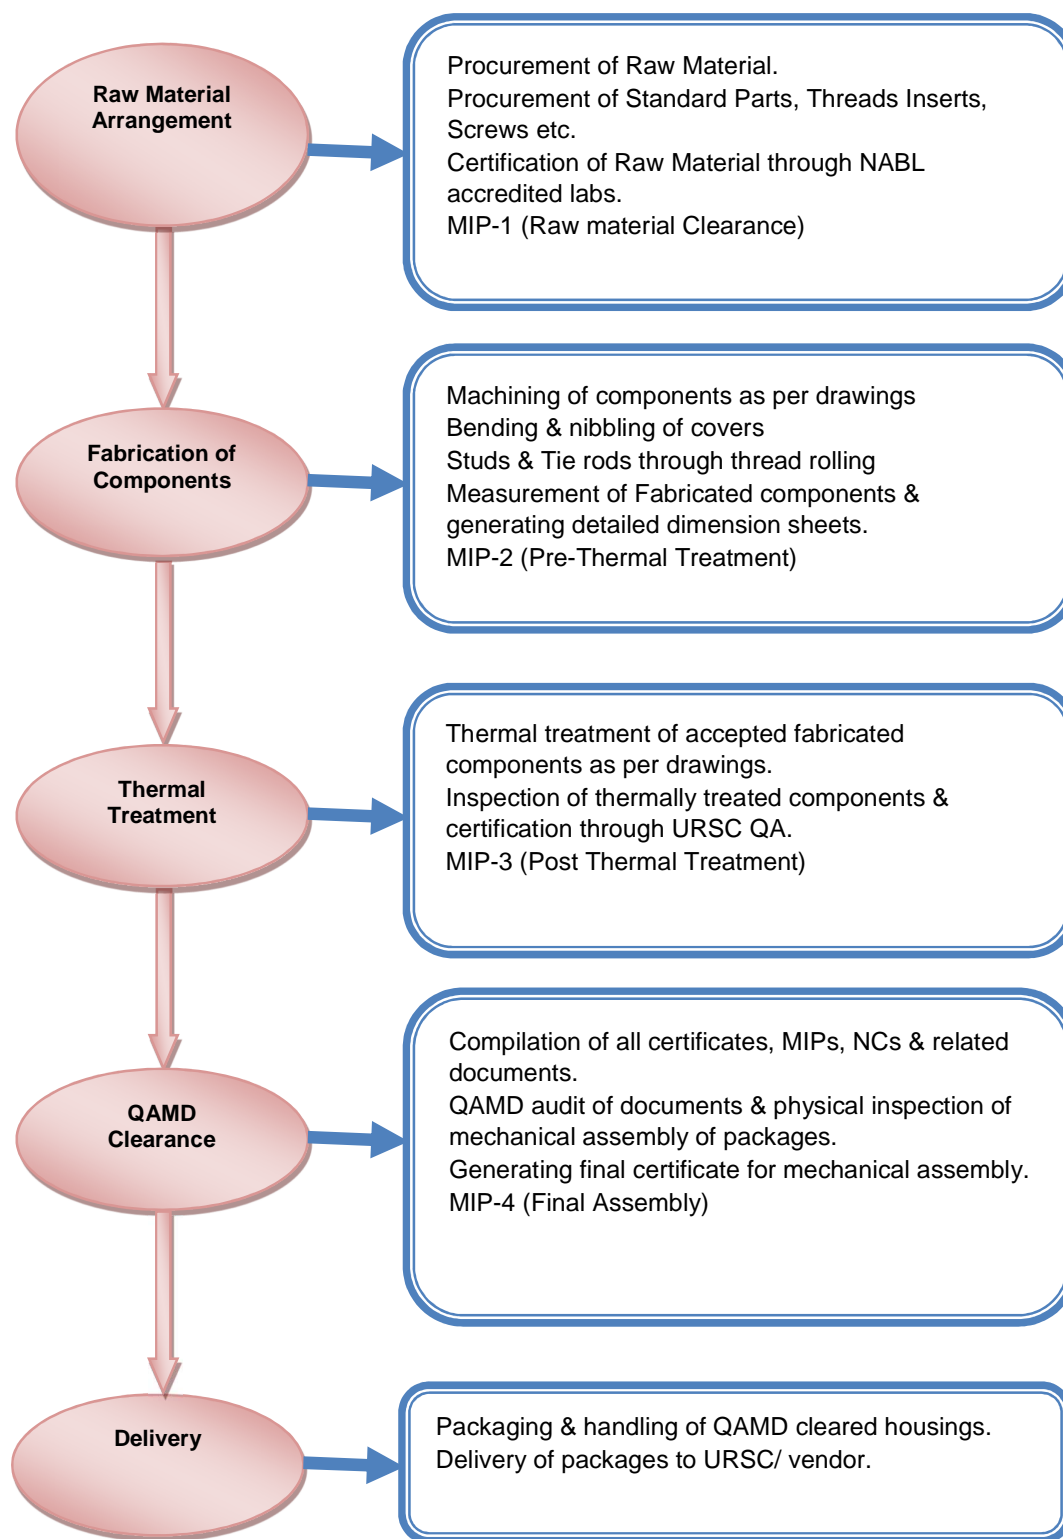 Raw Material
Arrangement
Procurement of Raw Material.
Procurement of Standard Parts, Threads Inserts,
Screws etc.
Certification of Raw Material through NABL
accredited labs.
MIP-1 (Raw material Clearance)
Fabrication of
Components
Machining of components as per drawings
Bending & nibbling of covers
Studs & Tie rods through thread rolling
Measurement of Fabricated components &
generating detailed dimension sheets.
MIP-2 (Pre-Thermal Treatment)
Thermal
Treatment
Thermal treatment of accepted fabricated
components as per drawings.
Inspection of thermally treated components &
certification through URSC QA.
MIP-3 (Post Thermal Treatment)
QAMD
Clearance
Compilation of all certificates, MIPs, NCs & related
documents.
QAMD audit of documents & physical inspection of
mechanical assembly of packages.
Generating final certificate for mechanical assembly.
MIP-4 (Final Assembly)
Delivery
Packaging & handling of QAMD cleared housings.
Delivery of packages to URSC/ vendor.